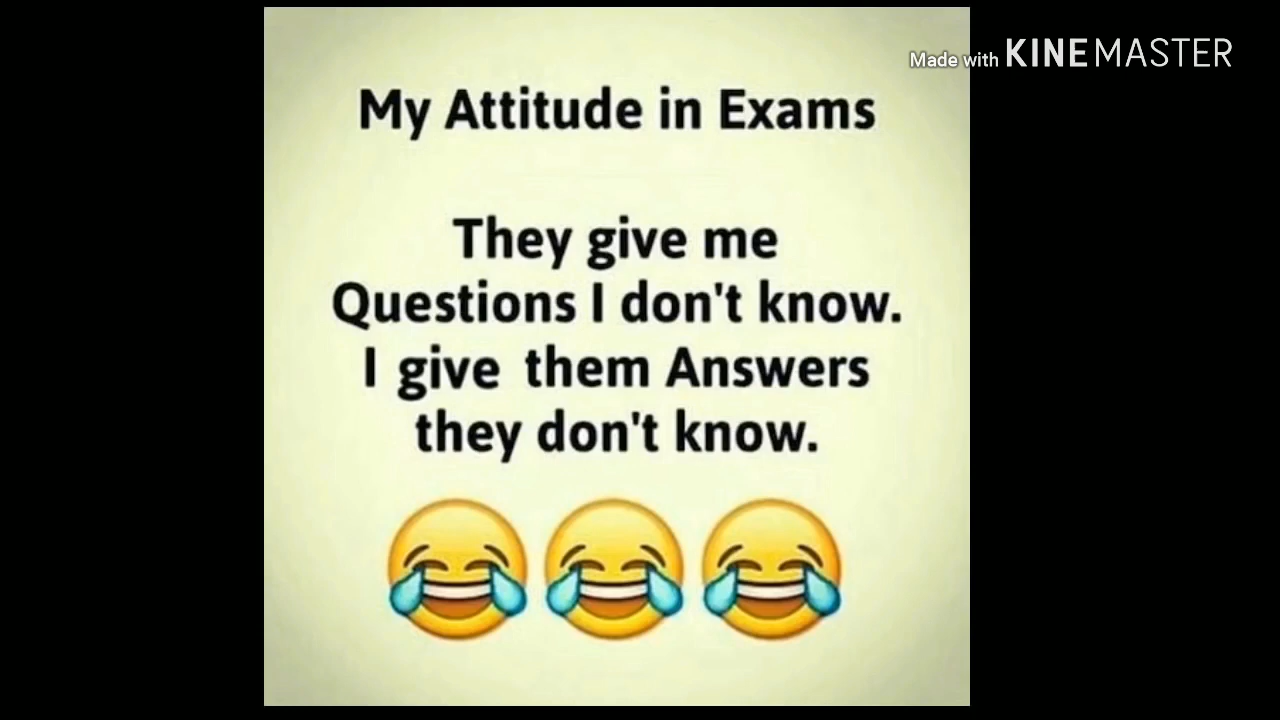 Made with KINEMASTER
My Attitude in Exams
They give me
Questions I don't know.
I give them Answers
they don't know.